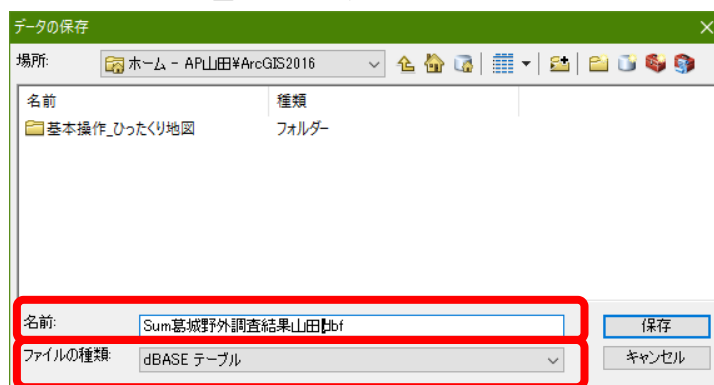 データの保存
場所: ホーム - AP山田¥ArcGIS2016
名前 種類
基本操作_ひったくり地図 フォルダー
名前: Sum葛城野外調査結果山田.dbf 保存
ファイルの種類: dBASE テーブル キャンセル